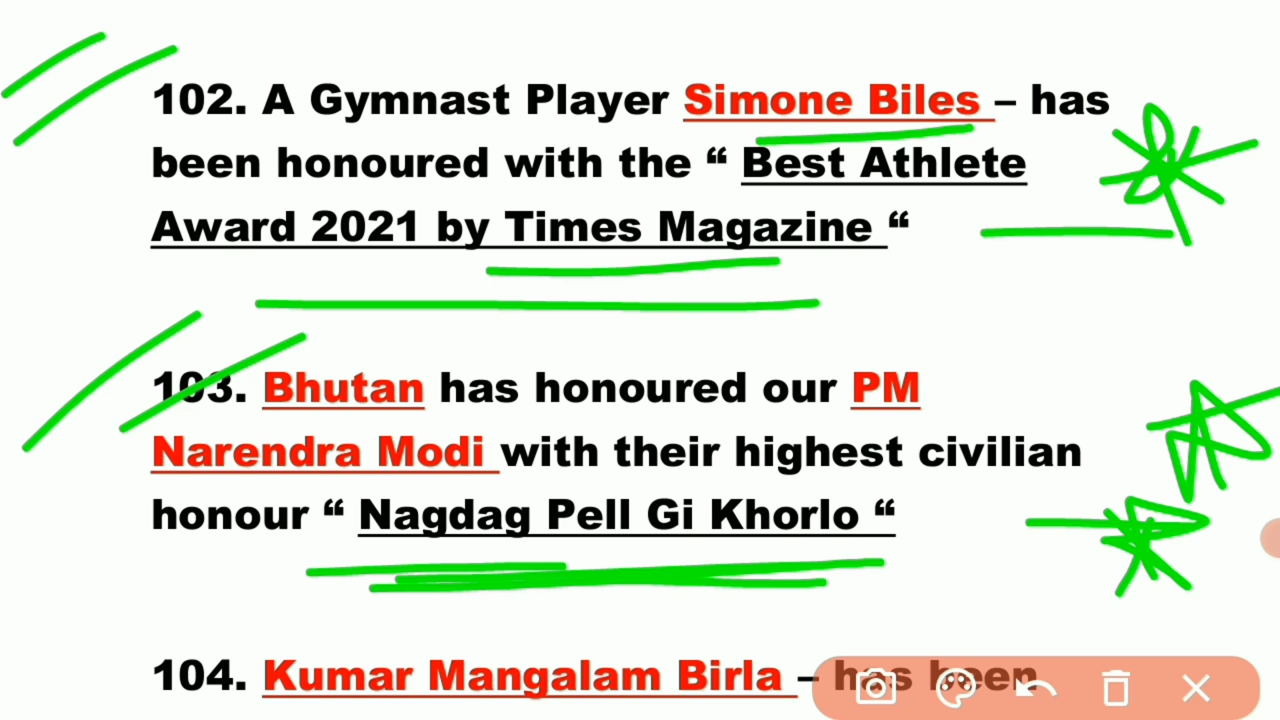 102. A Gymnast Player Simone Biles – has
been honoured with the “ Best Athlete
Award 2021 by Times Magazine “
103. Bhutan has honoured our PM
Narendra Modi with their highest civilian
honour “ Nagdag Pell Gi Khorlo “
104. Kumar Mangalam Birla – has been